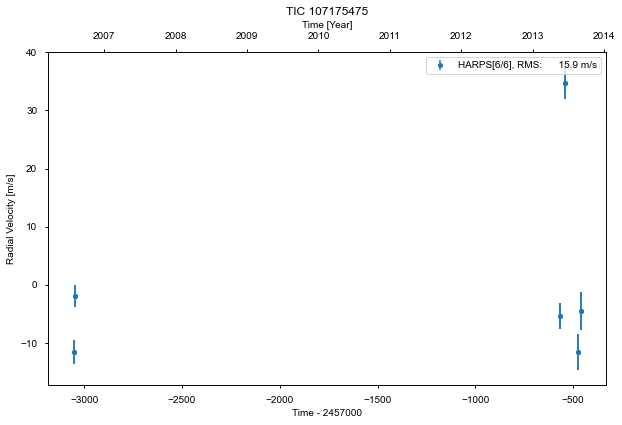 TIC 107175475
Time [Year]
2007 2008 2009 2010 2011 2012 2013 2014
HARPS[6/6], RMS: 15.9 m/s
Radial Velocity [m/s]
40
30
20
10
0
−10
−3000 −2500 −2000 −1500 −1000 −500
Time - 2457000